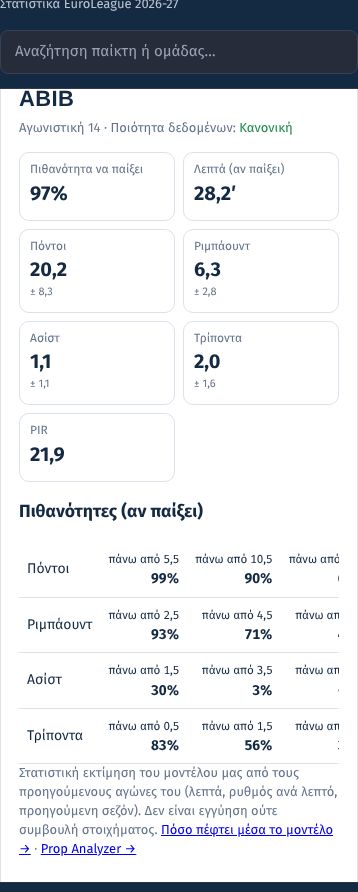 Στατιστικά EuroLeague 2026-27
Αναζήτηση παίκτη ή ομάδας...
ABIB
Αγωνιστική 14 · Ποιότητα δεδομένων: Κανονική
Πιθανότητα να παίξει
97%
Λεπτά (αν παίξει)
28,2′
Πόντοι
20,2
± 8,3
Ριμπάουντ
6,3
± 2,8
Ασίστ
1,1
± 1,1
Τρίποντα
2,0
± 1,6
PIR
21,9
Πιθανότητες (αν παίξει)
Πόντοι
πάνω από 5,5
99%
πάνω από 10,5
90%
πάνω από
Ριμπάουντ
πάνω από 2,5
93%
πάνω από 4,5
71%
πάνω
Ασίστ
πάνω από 1,5
30%
πάνω από 3,5
3%
πάνω
Τρίποντα
πάνω από 0,5
83%
πάνω από 1,5
56%
πάνω
Στατιστική εκτίμηση του μοντέλου μας από τους
προηγούμενους αγώνες του (λεπτά, ρυθμός ανά λεπτό,
προηγούμενη σεζόν). Δεν είναι εγγύηση ούτε
συμβουλή στοιχήματος. Πόσο πέφτει μέσα το μοντέλο
→ · Prop Analyzer →